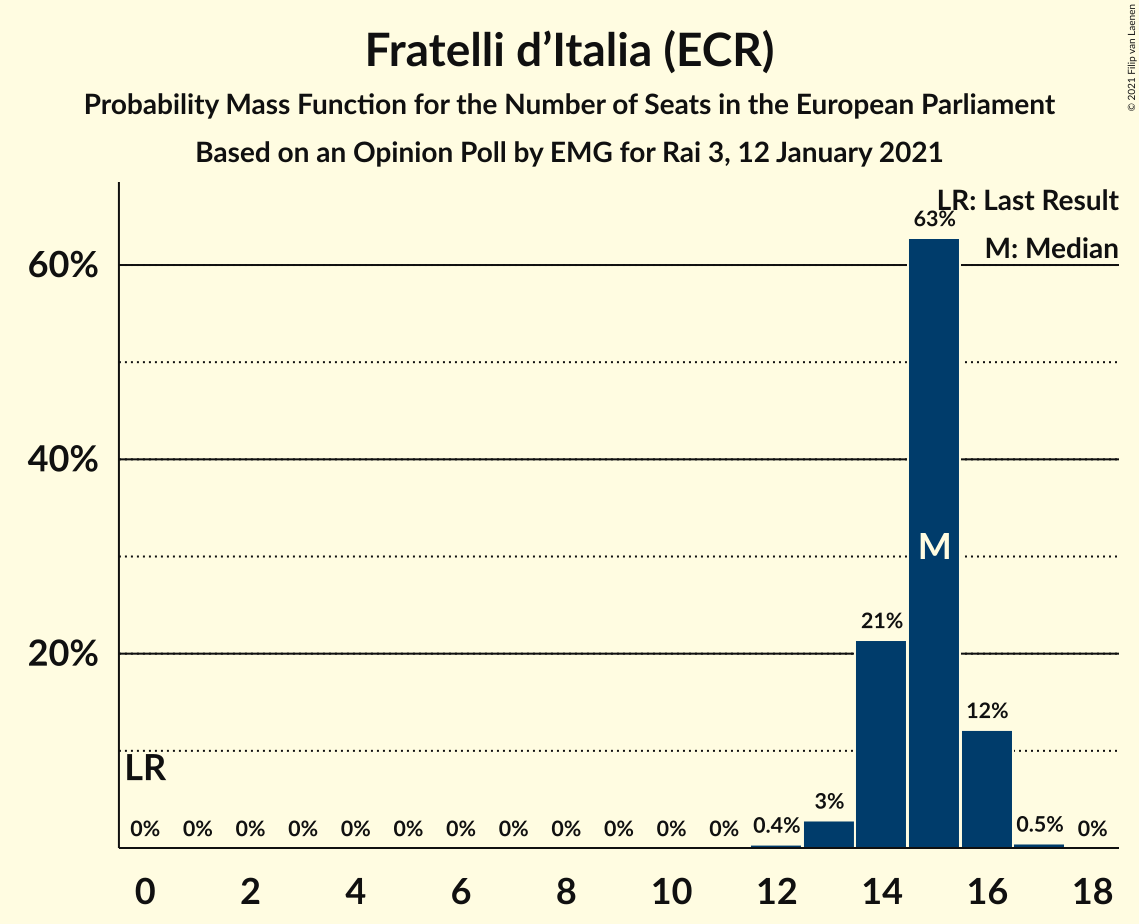 Fratelli d’Italia (ECR)
Probability Mass Function for the Number of Seats in the European Parliament
Based on an Opinion Poll by EMG for Rai 3, 12 January 2021
© 2021 Filip van Laenen
LR: Last Result
M: Median
63%
60%
40%
M
21%
20%
12%
LR
3%
0% 0% 0% 0% 0% 0% 0% 0% 0% 0% 0% 0% 0.4% 0.5% 0%
0 2 4 6 8 10 12 14 16 18